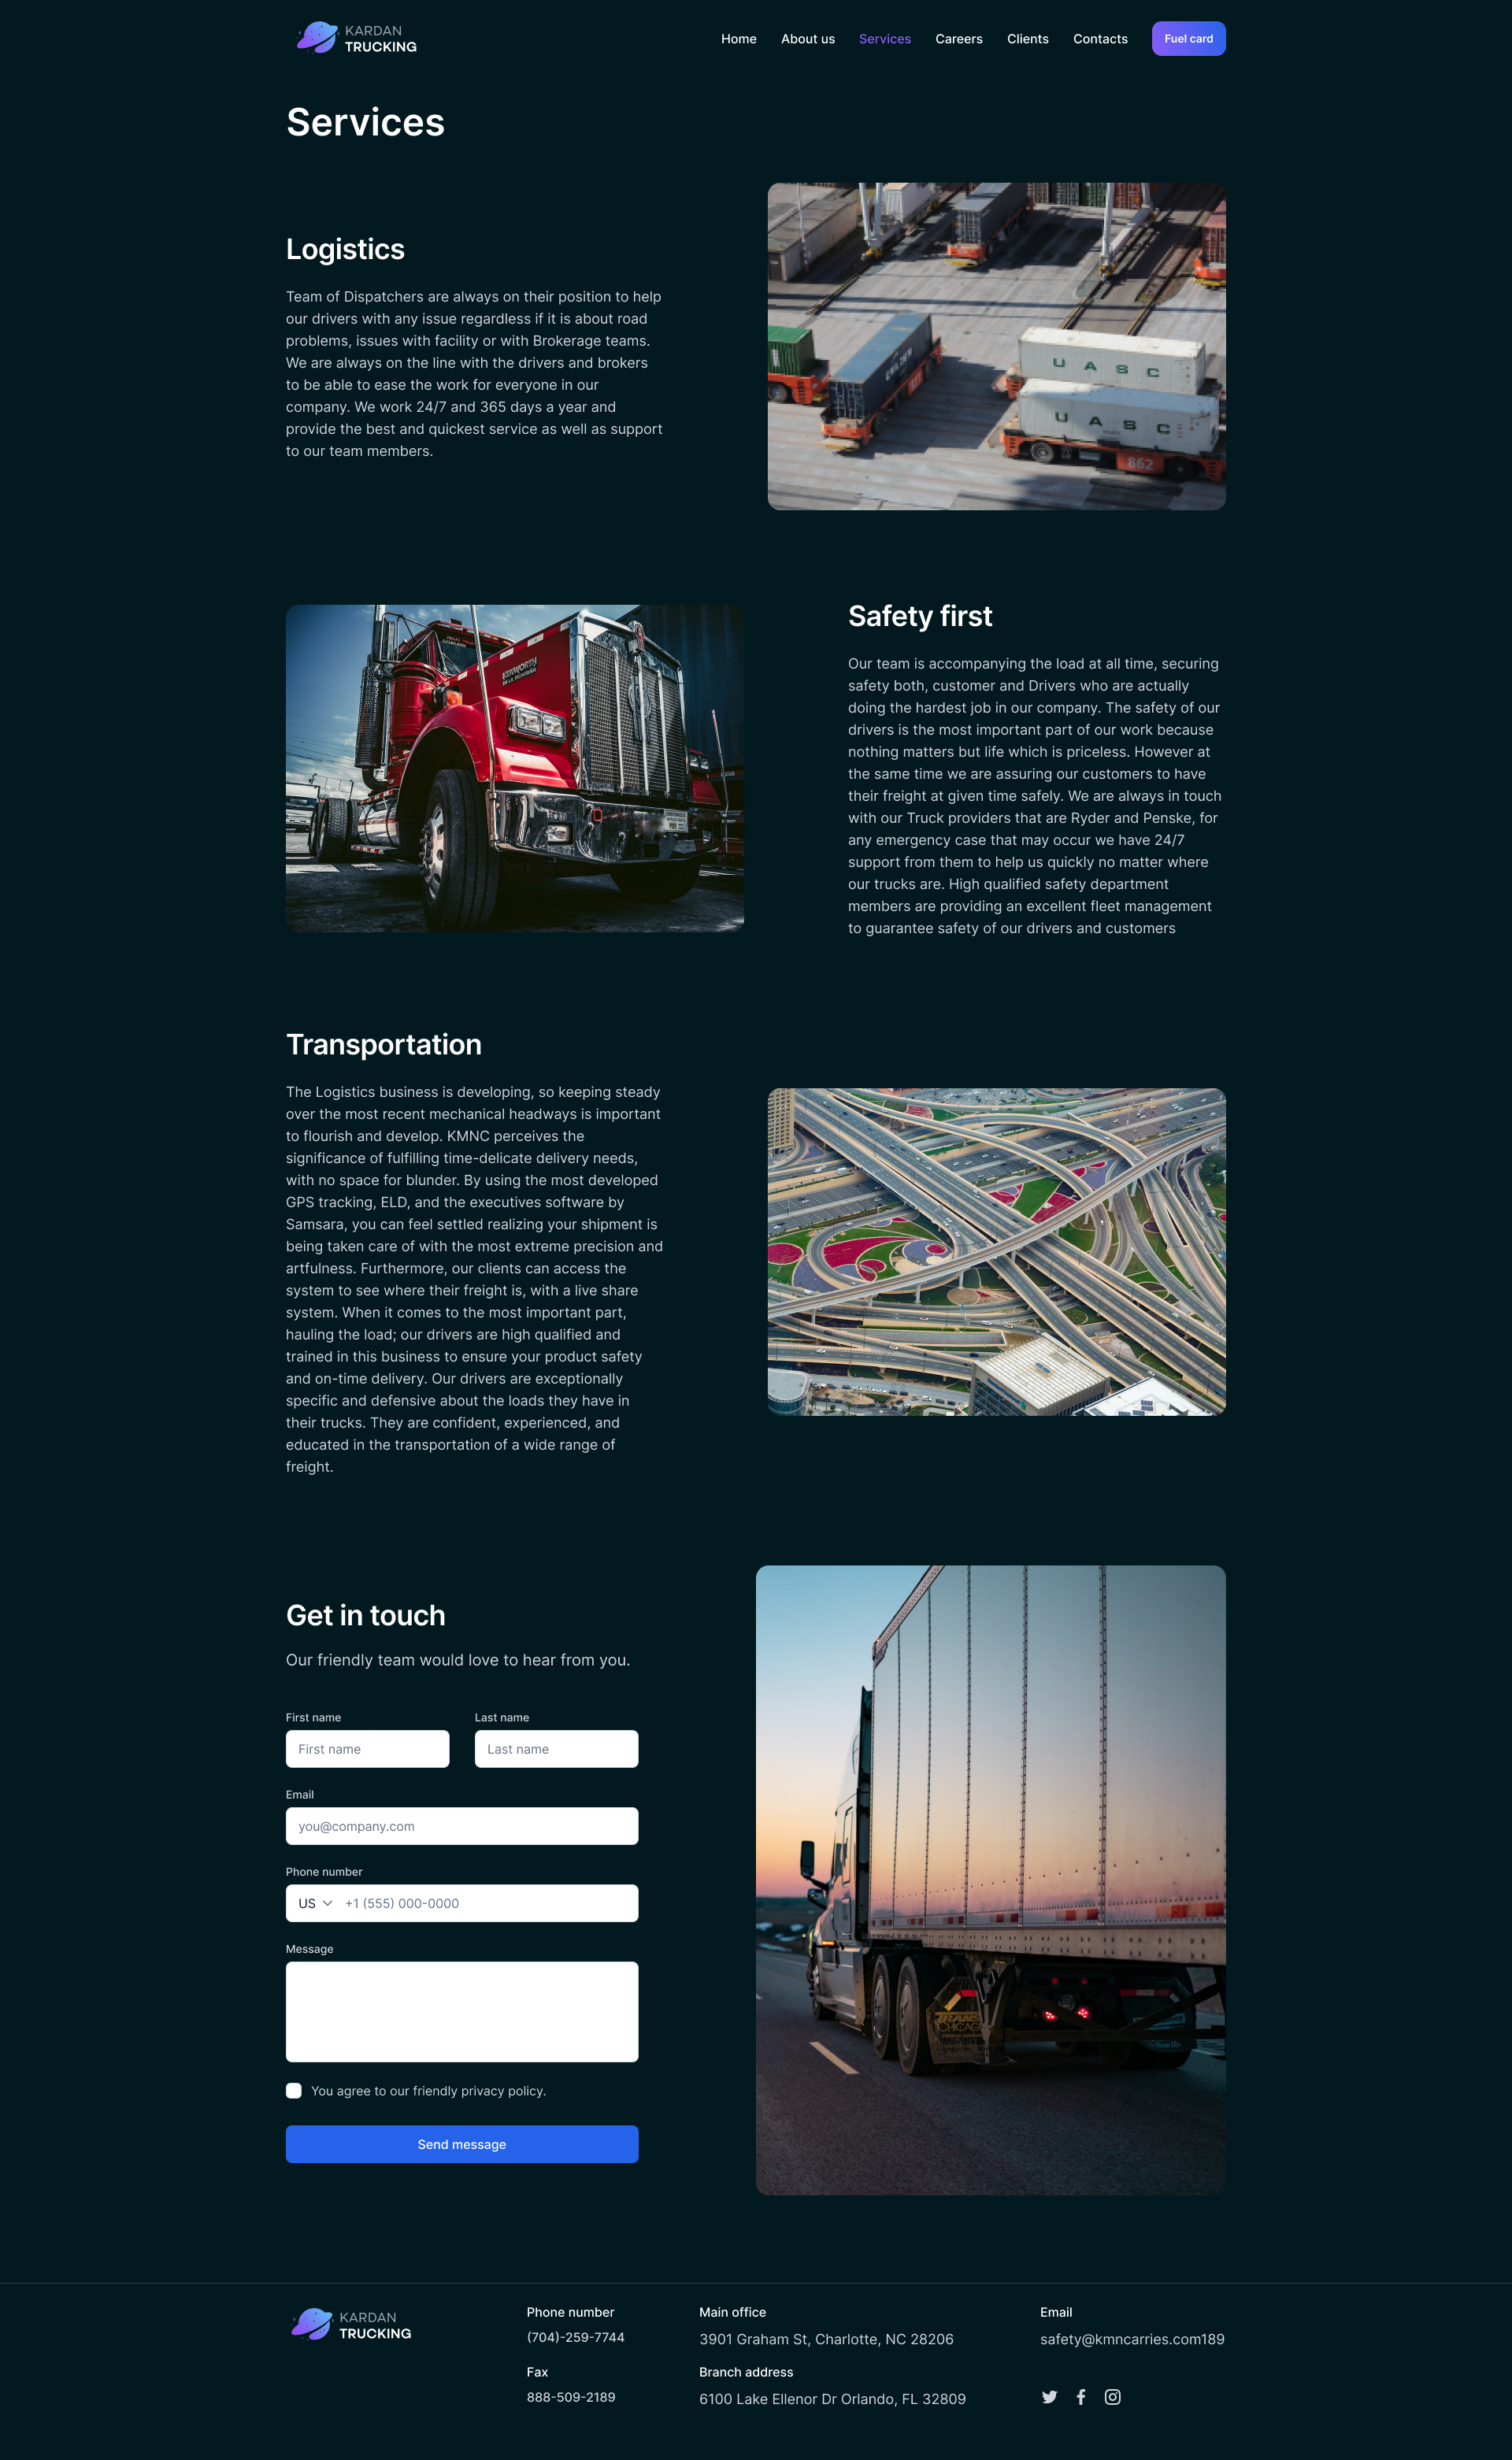 KARDAN
TRUCKING
Home About us Services Careers Clients Contacts Fuel card
Services
Logistics
Team of Dispatchers are always on their position to help
our drivers with any issue regardless if it is about road
problems, issues with facility or with Brokerage teams.
We are always on the line with the drivers and brokers
to be able to ease the work for everyone in our
company. We work 24/7 and 365 days a year and
provide the best and quickest service as well as support
to our team members.
UASC
UASC
862
Safety first
Our team is accompanying the load at all time, securing
safety both, customer and Drivers who are actually
doing the hardest job in our company. The safety of our
drivers is the most important part of our work because
nothing matters but life which is priceless. However at
the same time we are assuring our customers to have
their freight at given time safely. We are always in touch
with our Truck providers that are Ryder and Penske, for
any emergency case that may occur we have 24/7
support from them to help us quickly no matter where
our trucks are. High qualified safety department
members are providing an excellent fleet management
to guarantee safety of our drivers and customers
KENWORTH
DE LA MONTAÑA
Transportation
The Logistics business is developing, so keeping steady
over the most recent mechanical headways is important
to flourish and develop. KMNC perceives the
significance of fulfilling time-delicate delivery needs,
with no space for blunder. By using the most developed
GPS tracking, ELD, and the executives software by
Samsara, you can feel settled realizing your shipment is
being taken care of with the most extreme precision and
artfulness. Furthermore, our clients can access the
system to see where their freight is, with a live share
system. When it comes to the most important part,
hauling the load; our drivers are high qualified and
trained in this business to ensure your product safety
and on-time delivery. Our drivers are exceptionally
specific and defensive about the loads they have in
their trucks. They are confident, experienced, and
educated in the transportation of a wide range of
freight.
Get in touch
Our friendly team would love to hear from you.
First name Last name
First name Last name
Email
you@company.com
Phone number
US +1 (555) 000-0000
Message
You agree to our friendly privacy policy.
Send message
TRANS
CHICAGO
KARDAN
TRUCKING
Phone number
(704)-259-7744
Fax
888-509-2189
Main office
3901 Graham St, Charlotte, NC 28206
Branch address
6100 Lake Ellenor Dr Orlando, FL 32809
Email
safety@kmncarries.com189